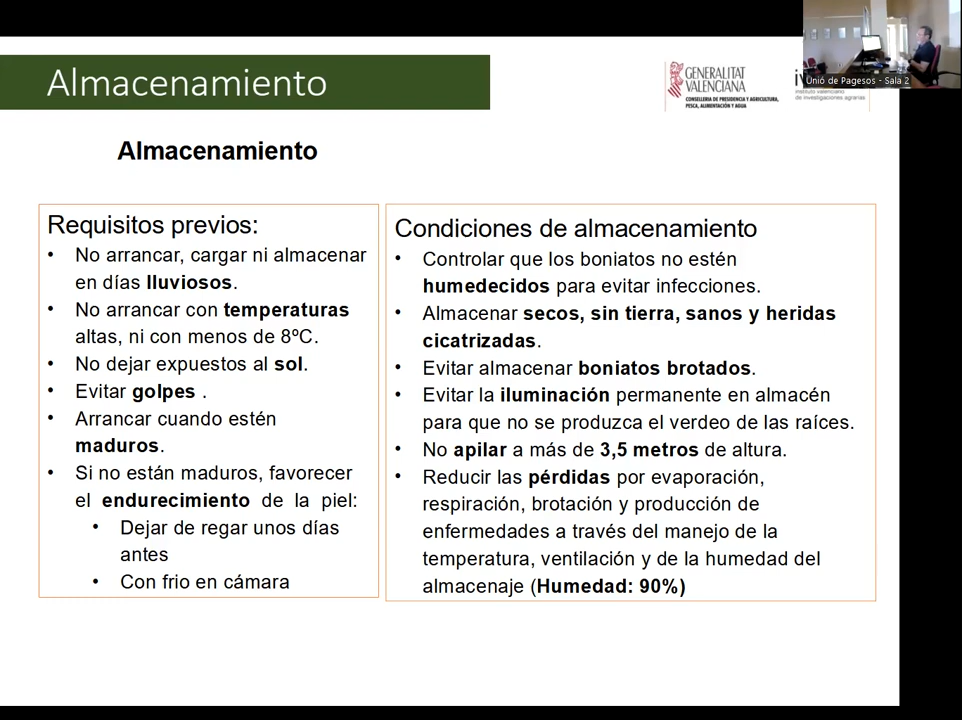 Almacenamiento
GENERALITAT
VALENCIANA
CONSELLERIA DE PRESIDENCIA Y AGRICULTURA,
PESCA, ALIMENTACIÓN Y AGUA
Unió de Pagesos - Sala 2
instituto valenciano
de investigaciones agrarias
Almacenamiento
Requisitos previos:
• No arrancar, cargar ni almacenar
en días lluviosos.
• No arrancar con temperaturas
altas, ni con menos de 8ºC.
• No dejar expuestos al sol.
• Evitar golpes .
• Arrancar cuando estén
maduros.
• Si no están maduros, favorecer
el endurecimiento de la piel:
• Dejar de regar unos días
antes
• Con frio en cámara
Condiciones de almacenamiento
• Controlar que los boniatos no estén
humedecidos para evitar infecciones.
• Almacenar secos, sin tierra, sanos y heridas
cicatrizadas.
• Evitar almacenar boniatos brotados.
• Evitar la iluminación permanente en almacén
para que no se produzca el verdeo de las raíces.
• No apilar a más de 3,5 metros de altura.
• Reducir las pérdidas por evaporación,
respiración, brotación y producción de
enfermedades a través del manejo de la
temperatura, ventilación y de la humedad del
almacenaje (Humedad: 90%)